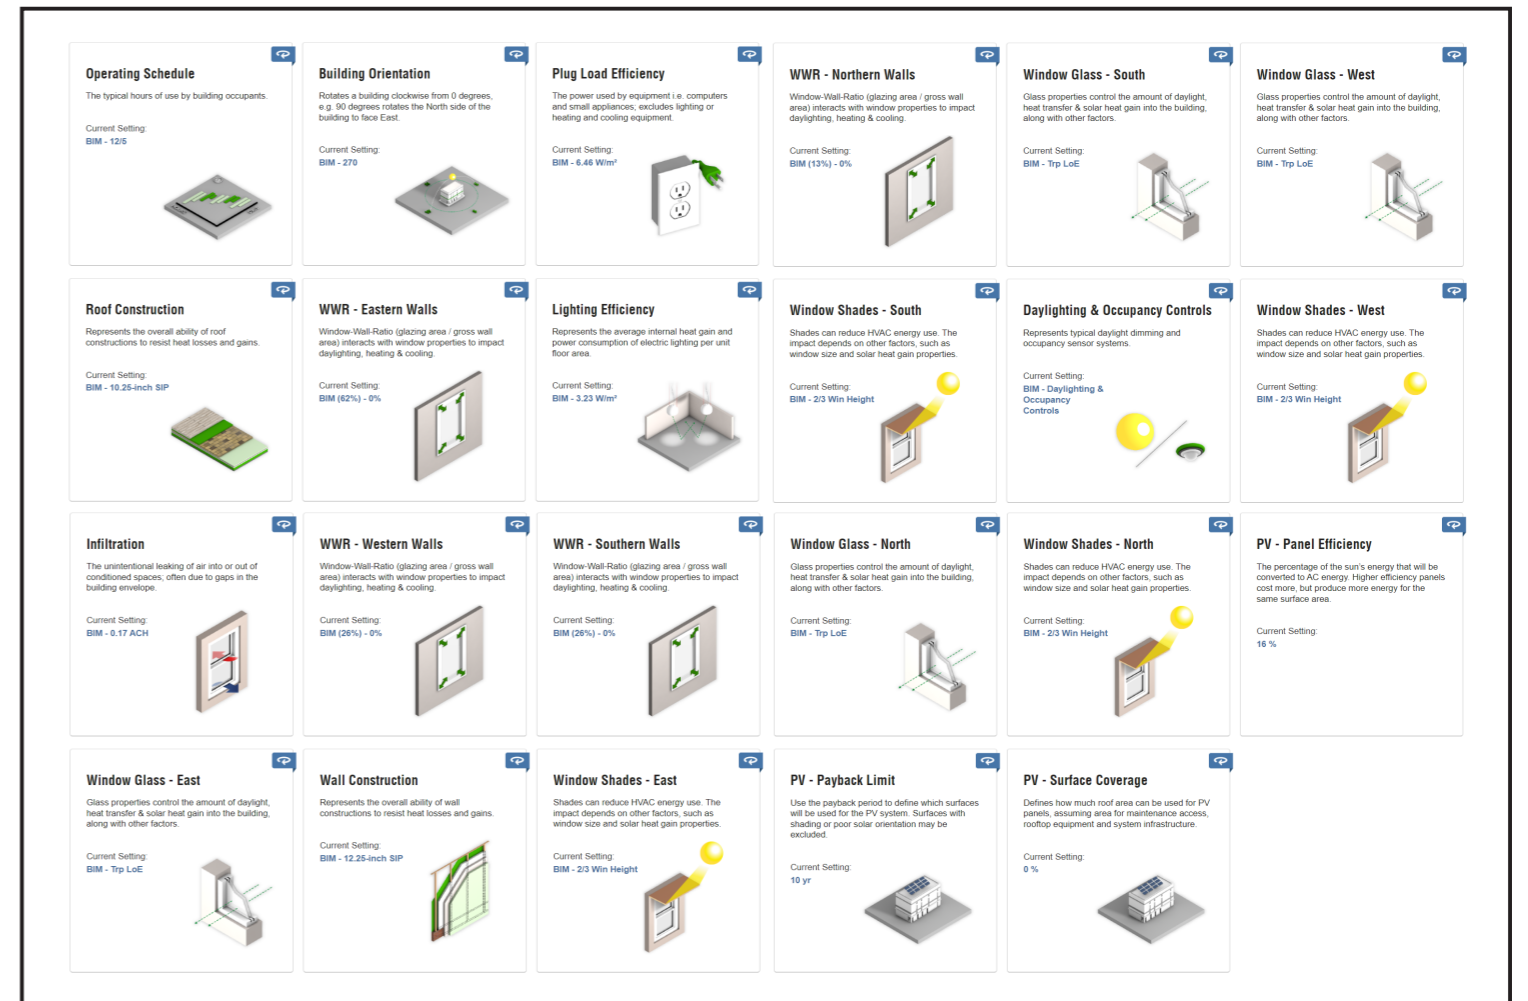 Operating Schedule
The typical hours of use by building occupants.
Current Setting:
BIM - 12/5
Building Orientation
Rotates a building clockwise from 0 degrees,
e.g. 90 degrees rotates the North side of the
building to face East.
Current Setting:
BIM - 270
Plug Load Efficiency
The power used by equipment i.e. computers
and small appliances; excludes lighting or
heating and cooling equipment.
Current Setting:
BIM - 6.46 W/m²
WWR - Northern Walls
Window-Wall-Ratio (glazing area / gross wall
area) interacts with window properties to impact
daylighting, heating & cooling.
Current Setting:
BIM (13%) - 0%
Window Glass - South
Glass properties control the amount of daylight,
heat transfer & solar heat gain into the building,
along with other factors.
Current Setting:
BIM - Trp LoE
Window Glass - West
Glass properties control the amount of daylight,
heat transfer & solar heat gain into the building,
along with other factors.
Current Setting:
BIM - Trp LoE
Roof Construction
Represents the overall ability of roof
constructions to resist heat losses and gains.
Current Setting:
BIM - 10.25-inch SIP
WWR - Eastern Walls
Window-Wall-Ratio (glazing area / gross wall
area) interacts with window properties to impact
daylighting, heating & cooling.
Current Setting:
BIM (62%) - 0%
Lighting Efficiency
Represents the average internal heat gain and
power consumption of electric lighting per unit
floor area.
Current Setting:
BIM - 3.23 W/m²
Window Shades - South
Shades can reduce HVAC energy use. The
impact depends on other factors, such as
window size and solar heat gain properties.
Current Setting:
BIM - 2/3 Win Height
Daylighting & Occupancy Controls
Represents typical daylight dimming and
occupancy sensor systems.
Current Setting:
BIM - Daylighting &
Occupancy
Controls
Window Shades - West
Shades can reduce HVAC energy use. The
impact depends on other factors, such as
window size and solar heat gain properties.
Current Setting:
BIM - 2/3 Win Height
Infiltration
The unintentional leaking of air into or out of
conditioned spaces; often due to gaps in the
building envelope.
Current Setting:
BIM - 0.17 ACH
WWR - Western Walls
Window-Wall-Ratio (glazing area / gross wall
area) interacts with window properties to impact
daylighting, heating & cooling.
Current Setting:
BIM (26%) - 0%
WWR - Southern Walls
Window-Wall-Ratio (glazing area / gross wall
area) interacts with window properties to impact
daylighting, heating & cooling.
Current Setting:
BIM (26%) - 0%
Window Glass - North
Glass properties control the amount of daylight,
heat transfer & solar heat gain into the building,
along with other factors.
Current Setting:
BIM - Trp LoE
Window Shades - North
Shades can reduce HVAC energy use. The
impact depends on other factors, such as
window size and solar heat gain properties.
Current Setting:
BIM - 2/3 Win Height
PV - Panel Efficiency
The percentage of the sun's energy that will be
converted to AC energy. Higher efficiency panels
cost more, but produce more energy for the
same surface area.
Current Setting:
16 %
Window Glass - East
Glass properties control the amount of daylight,
heat transfer & solar heat gain into the building,
along with other factors.
Current Setting:
BIM - Trp LoE
Wall Construction
Represents the overall ability of wall
constructions to resist heat losses and gains.
Current Setting:
BIM - 12.25-inch SIP
Window Shades - East
Shades can reduce HVAC energy use. The
impact depends on other factors, such as
window size and solar heat gain properties.
Current Setting:
BIM - 2/3 Win Height
PV - Payback Limit
Use the payback period to define which surfaces
will be used for the PV system. Surfaces with
shading or poor solar orientation may be
excluded.
Current Setting:
10 yr
PV - Surface Coverage
Defines how much roof area can be used for PV
panels, assuming area for maintenance access,
rooftop equipment and system infrastructure.
Current Setting:
0 %